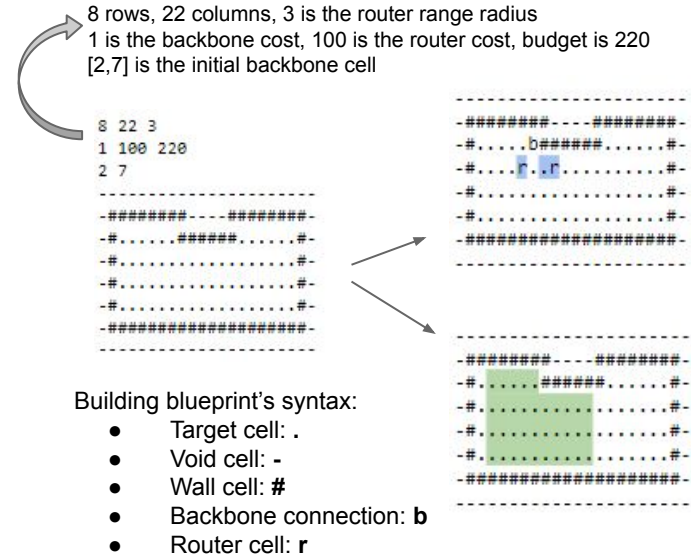 8 rows, 22 columns, 3 is the router range radius
1 is the backbone cost, 100 is the router cost, budget is 220
[2,7] is the initial backbone cell
8 22 3
1 100 220
2 7
----------------------
-########----########-
-#......######......#-
-#..................#-
-#..................#-
-#..................#-
-####################-
----------------------
----------------------
-########----########-
-#.....b######......#-
-#....r..r..........#-
-#..................#-
-#..................#-
-####################-
----------------------
----------------------
-########----########-
-#......######......#-
-#..................#-
-#..................#-
-#..................#-
-####################-
----------------------
Building blueprint’s syntax:
● Target cell: .
● Void cell: -
● Wall cell: #
● Backbone connection: b
● Router cell: r